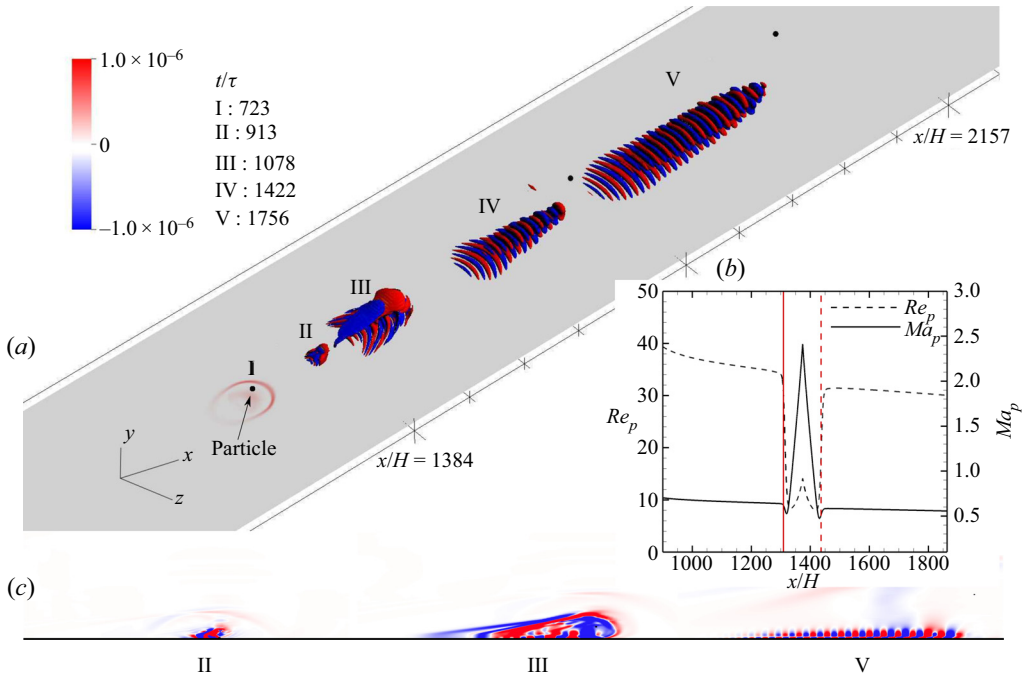 1.0 × 10⁻⁶
0
−1.0 × 10⁻⁶
t/τ
I : 723
II : 913
III : 1078
IV : 1422
V : 1756
V
x/H = 2157
IV
III
II
(a)
I
Particle
y
x
z
x/H = 1384
(b)
50
40
30
20
10
0
Re_p
Re_p
Ma_p
3.0
2.5
2.0
1.5
1.0
0.5
Ma_p
1000 1200 1400 1600 1800
x/H
(c)
II III V